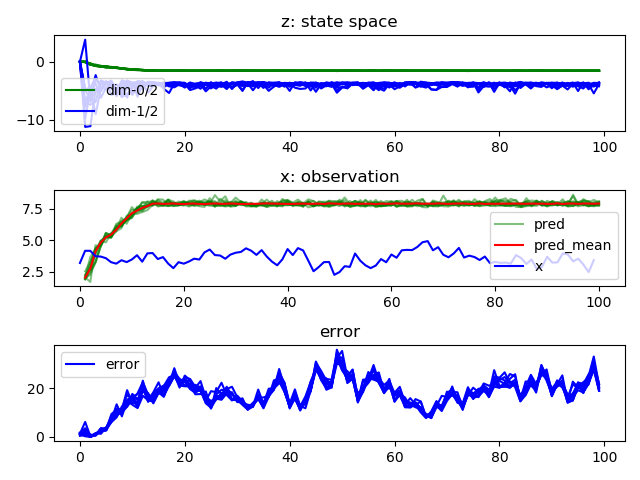 z: state space
0
−10
dim-0/2
dim-1/2
0 20 40 60 80 100
x: observation
7.5
5.0
2.5
pred
pred_mean
x
0 20 40 60 80 100
error
20
0
error
0 20 40 60 80 100